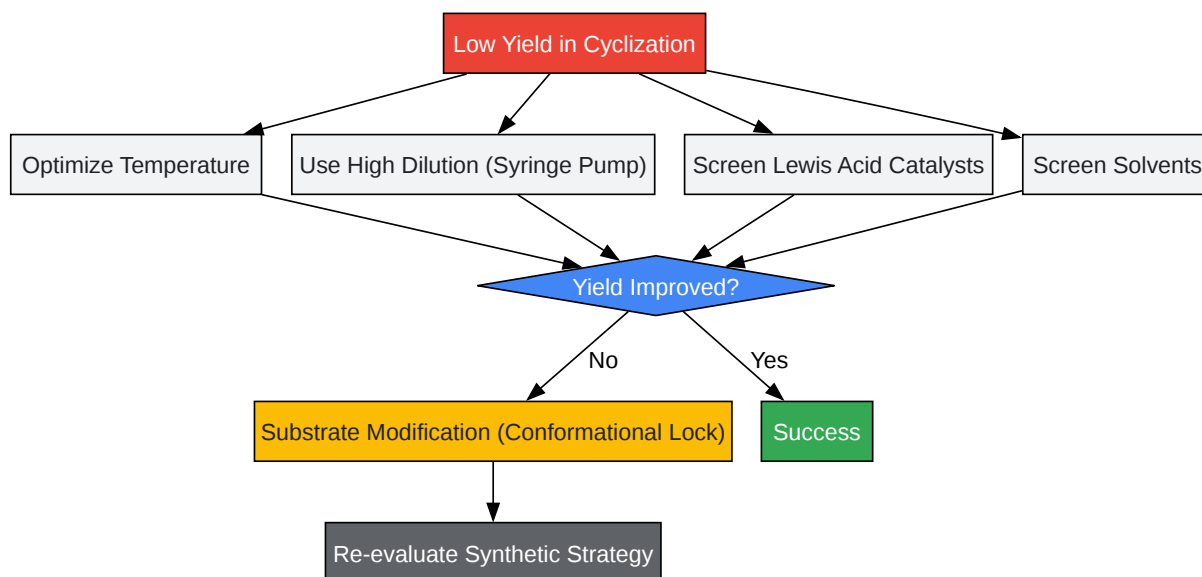 Low Yield in Cyclization
Optimize Temperature
Use High Dilution (Syringe Pump)
Screen Lewis Acid Catalysts
Screen Solvents
Yield Improved?
No
Yes
Substrate Modification (Conformational Lock)
Success
Re-evaluate Synthetic Strategy